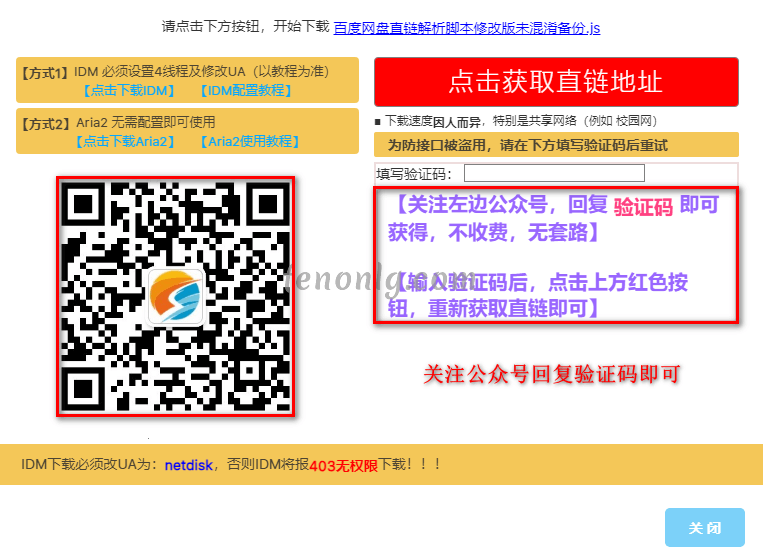 请点击下方按钮，开始下载 百度网盘直链解析脚本修改版未混淆备份.js
【方式1】IDM 必须设置4线程及修改UA（以教程为准）
【点击下载IDM】 【IDM配置教程】
【方式2】Aria2 无需配置即可使用
【点击下载Aria2】 【Aria2使用教程】
点击获取直链地址
■ 下载速度因人而异，特别是共享网络（例如 校园网）
为防接口被盗用，请在下方填写验证码后重试
填写验证码：
【关注左边公众号，回复 验证码 即可
获得，不收费，无套路】
【输入验证码后，点击上方红色按
钮，重新获取直链即可】
fenonlg.com
关注公众号回复验证码即可
IDM下载必须改UA为：netdisk，否则IDM将报403无权限下载！！！
关 闭